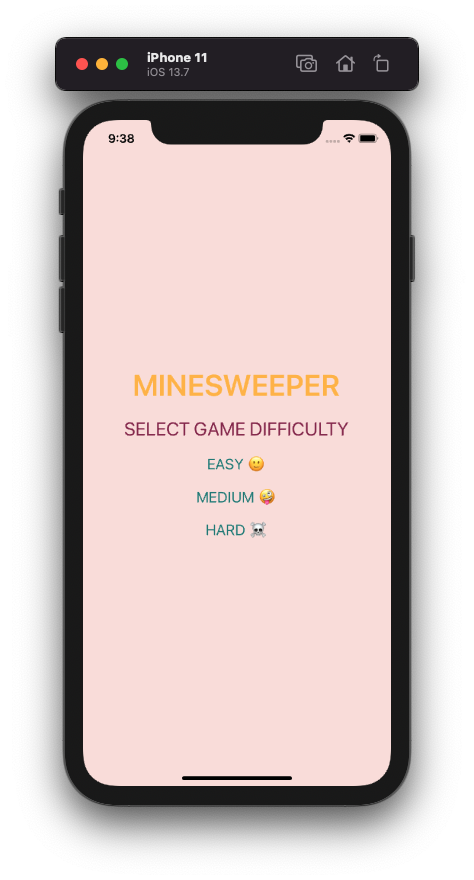 iPhone 11
iOS 13.7
9:38
MINESWEEPER
SELECT GAME DIFFICULTY
EASY 🙂
MEDIUM 🤪
HARD ☠️